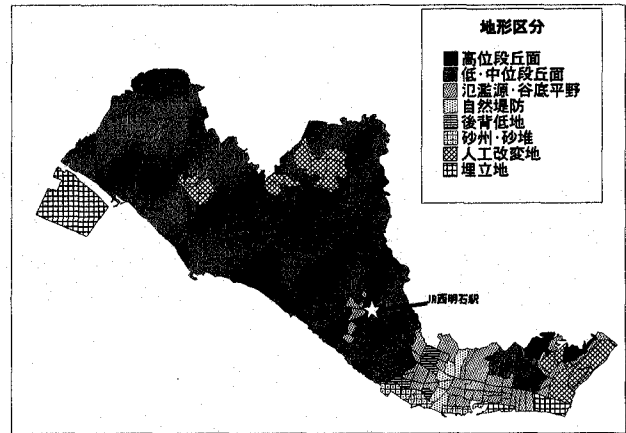 地形区分
高位段丘面
低・中位段丘面
氾濫源・谷底平野
自然堤防
後背低地
砂州・砂堆
人工改変地
埋立地
JR西明石駅